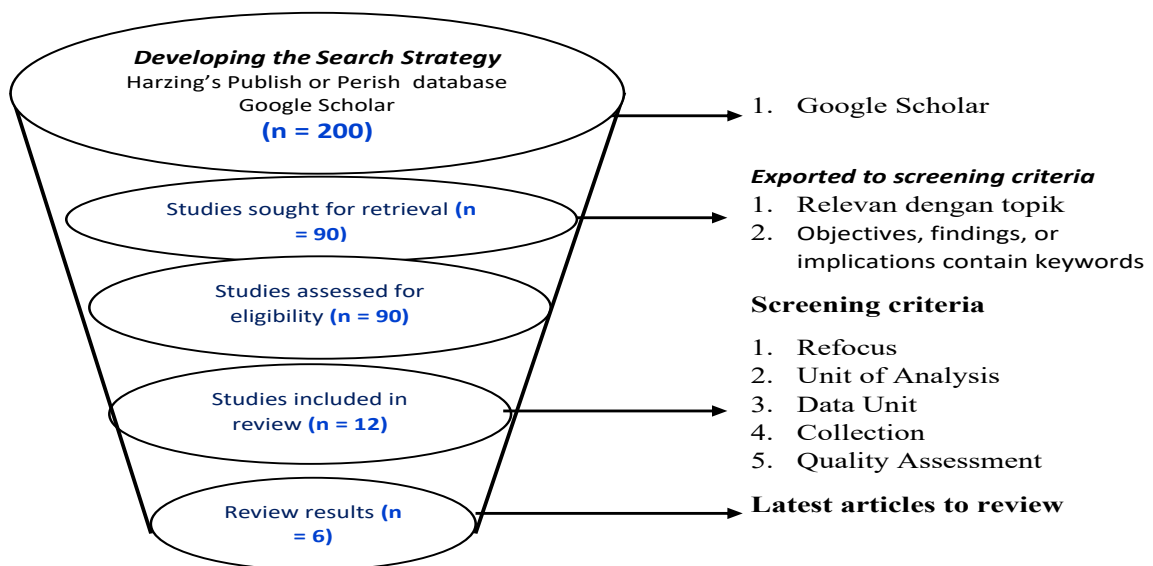 Developing the Search Strategy
Harzing's Publish or Perish database
Google Scholar
(n = 200)
1. Google Scholar
Exported to screening criteria
Studies sought for retrieval (n
= 90)
1. Relevan dengan topik
2. Objectives, findings, or
implications contain keywords
Studies assessed for
eligibility (n = 90)
Screening criteria
1. Refocus
2. Unit of Analysis
3. Data Unit
4. Collection
5. Quality Assessment
Studies included in
review (n = 12)
Latest articles to review
Review results (n
= 6)